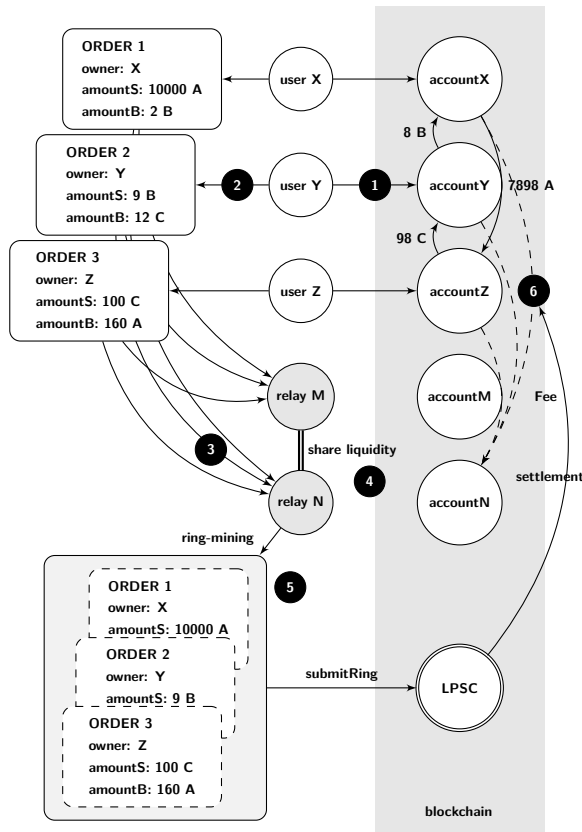 ORDER 1
owner: X
amountS: 10000 A
amountB: 2 B
user X
accountX
8 B
ORDER 2
owner: Y
amountS: 9 B
amountB: 12 C
2
user Y
1
accountY
7898 A
98 C
ORDER 3
owner: Z
amountS: 100 C
amountB: 160 A
user Z
accountZ
6
relay M
accountM
Fee
3
share liquidity
4
relay N
accountN
settlement
ring-mining
5
ORDER 1
owner: X
amountS: 10000 A
ORDER 2
owner: Y
amountS: 9 B
ORDER 3
owner: Z
amountS: 100 C
amountB: 160 A
submitRing
LPSC
blockchain